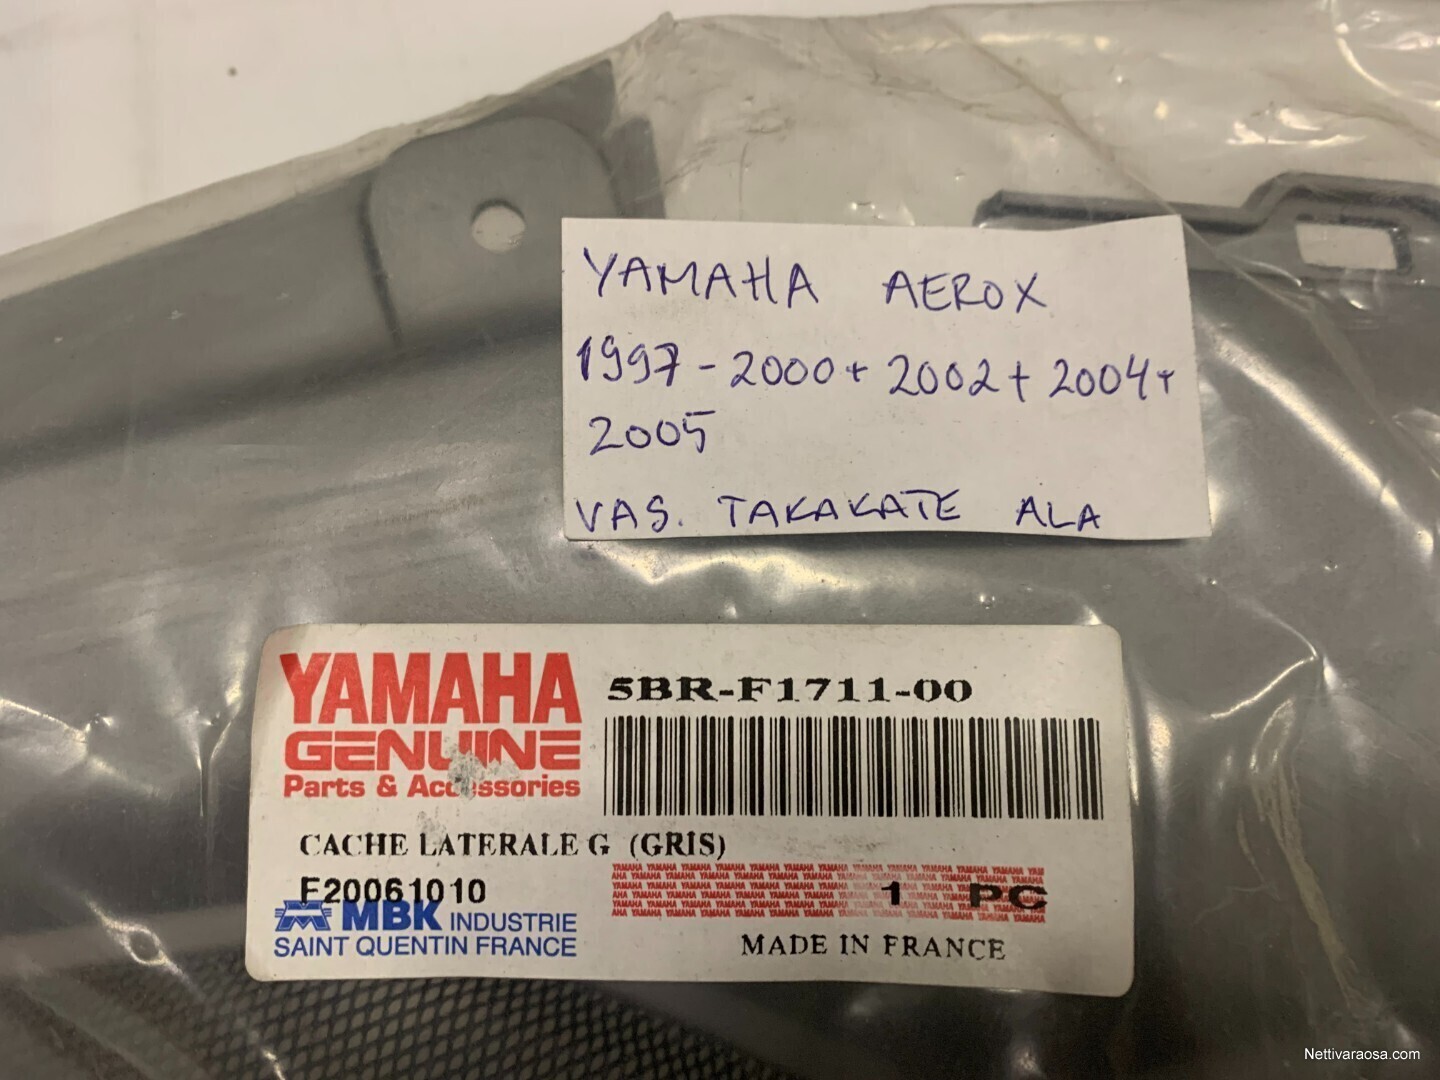 YAMAHA AEROX
1997-2000+2002+2004+
2005
VAS. TAKAKATE ALA
YAMAHA
GENUINE
Parts & Accessories
5BR-F1711-00
CACHE LATERALE G (GRIS)
F20061010
1 PC
MBK INDUSTRIE
SAINT QUENTIN FRANCE
MADE IN FRANCE
Nettivaraosa.com